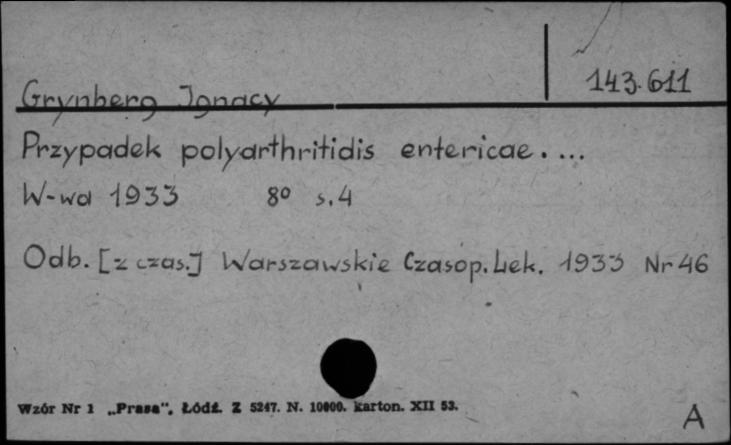 143.611
Grynberg Ignacy
Przypadek polyarthritidis entericae. ...
W-wa 1933 8° s.4
Odb. [z czas.] Warszawskie Czasop. Lek. 1933 Nr 46
Wzór Nr 1 „Prasa", Łódź. Z 5247. N. 10000. karton. XII 53.
A